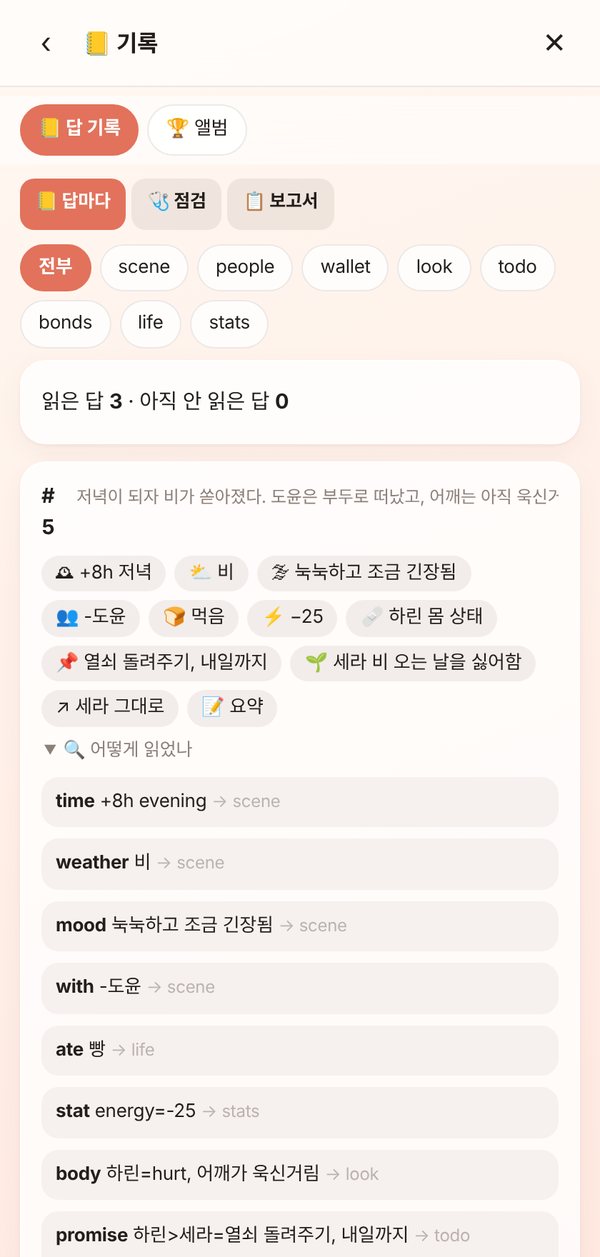 ‹ 📒 기록 ✕
📒 답 기록 🏆 앨범
📒 답마다 🩺 점검 📋 보고서
전부 scene people wallet look todo
bonds life stats
읽은 답 3 · 아직 안 읽은 답 0
# 저녁이 되자 비가 쏟아졌다. 도윤은 부두로 떠났고, 어깨는 아직 욱신거
5
🕰 +8h 저녁 ⛅ 비 🌫 눅눅하고 조금 긴장됨
👥 -도윤 🍞 먹음 ⚡ −25 🩹 하린 몸 상태
📌 열쇠 돌려주기, 내일까지 🌱 세라 비 오는 날을 싫어함
↗ 세라 그대로 📝 요약
▼ 🔍 어떻게 읽었나
time +8h evening → scene
weather 비 → scene
mood 눅눅하고 조금 긴장됨 → scene
with -도윤 → scene
ate 빵 → life
stat energy=-25 → stats
body 하린=hurt, 어깨가 욱신거림 → look
promise 하린>세라=열쇠 돌려주기, 내일까지 → todo